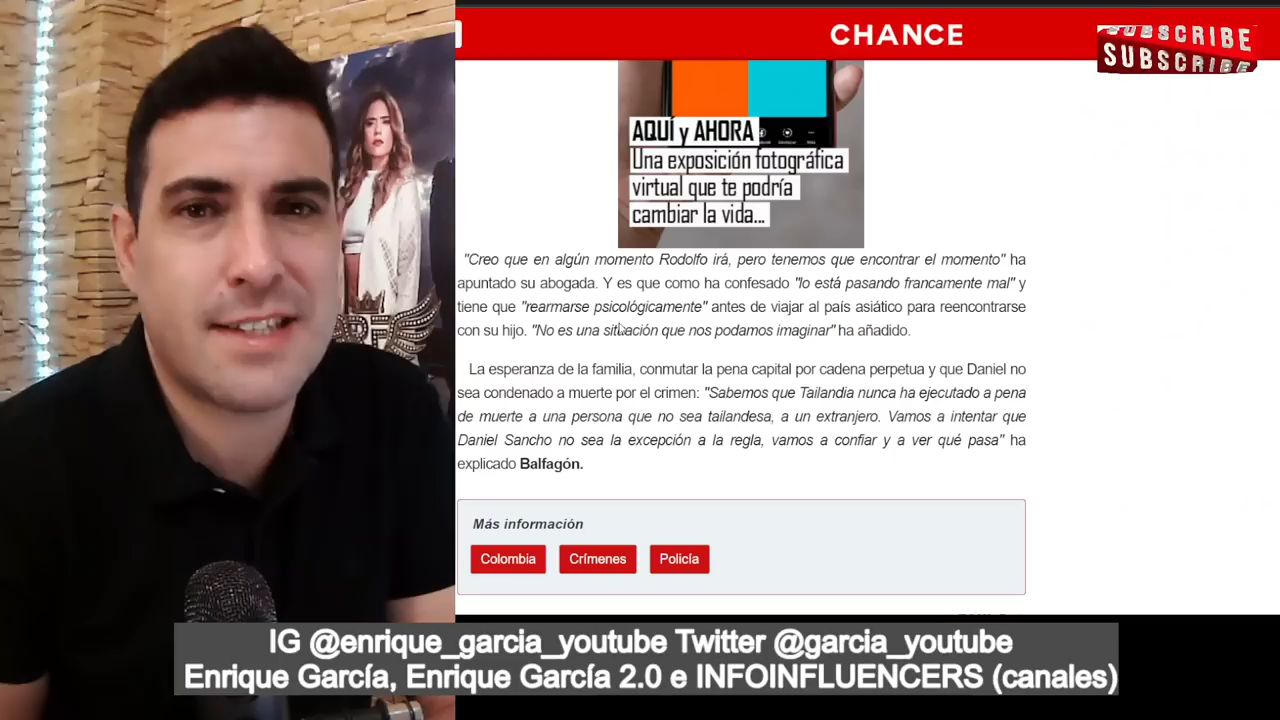 CHANCE
SUBSCRIBE
SUBSCRIBE
AQUÍ y AHORA
Una exposición fotográfica
virtual que te podría
cambiar la vida...
"Creo que en algún momento Rodolfo irá, pero tenemos que encontrar el momento" ha
apuntado su abogada. Y es que como ha confesado "lo está pasando francamente mal" y
tiene que "rearmarse psicológicamente" antes de viajar al país asiático para reencontrarse
con su hijo. "No es una situación que nos podamos imaginar" ha añadido.
La esperanza de la familia, conmutar la pena capital por cadena perpetua y que Daniel no
sea condenado a muerte por el crimen: "Sabemos que Tailandia nunca ha ejecutado a pena
de muerte a una persona que no sea tailandesa, a un extranjero. Vamos a intentar que
Daniel Sancho no sea la excepción a la regla, vamos a confiar y a ver qué pasa" ha
explicado Balfagón.
Más información
Colombia Crímenes Policía
IG @enrique_garcia_youtube Twitter @garcia_youtube
Enrique García, Enrique García 2.0 e INFOINFLUENCERS (canales)